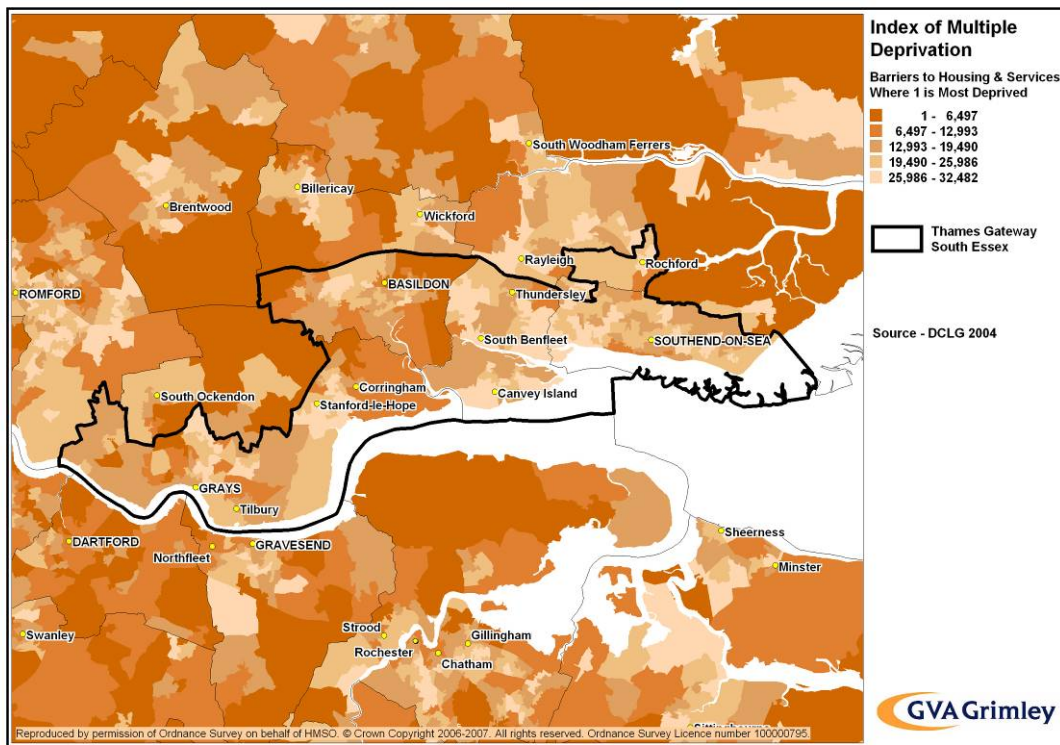 Index of Multiple
Deprivation
Barriers to Housing & Services
Where 1 is Most Deprived
1 - 6,497
6,497 - 12,993
12,993 - 19,490
19,490 - 25,986
25,986 - 32,482
Thames Gateway
South Essex
Source - DCLG 2004
South Woodham Ferrers
Billericay
Brentwood
Wickford
Rayleigh
Rochford
BASILDON
ROMFORD
Thundersley
South Benfleet
SOUTHEND-ON-SEA
Corringham
Canvey Island
South Ockendon
Stanford-le-Hope
GRAYS
Tilbury
Sheerness
DARTFORD
Northfleet
GRAVESEND
Minster
Swanley
Strood
Gillingham
Rochester
Chatham
Reproduced by permission of Ordnance Survey on behalf of HMSO. © Crown Copyright 2006-2007. All rights reserved. Ordnance Survey Licence number 100000795.
GVA Grimley